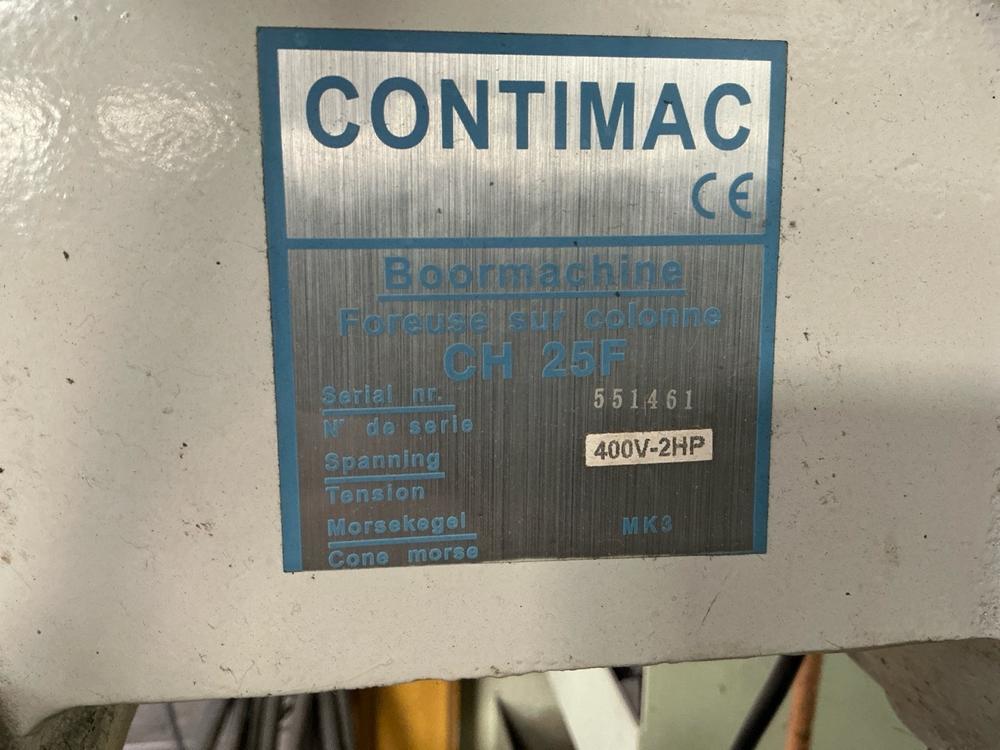 CONTIMAC
CE
Boormachine
Foreuse sur colonne
CH 25F
Serial nr. 551461
N° de serie
Spanning 400V-2HP
Tension
Morsekegel MK3
Cone morse